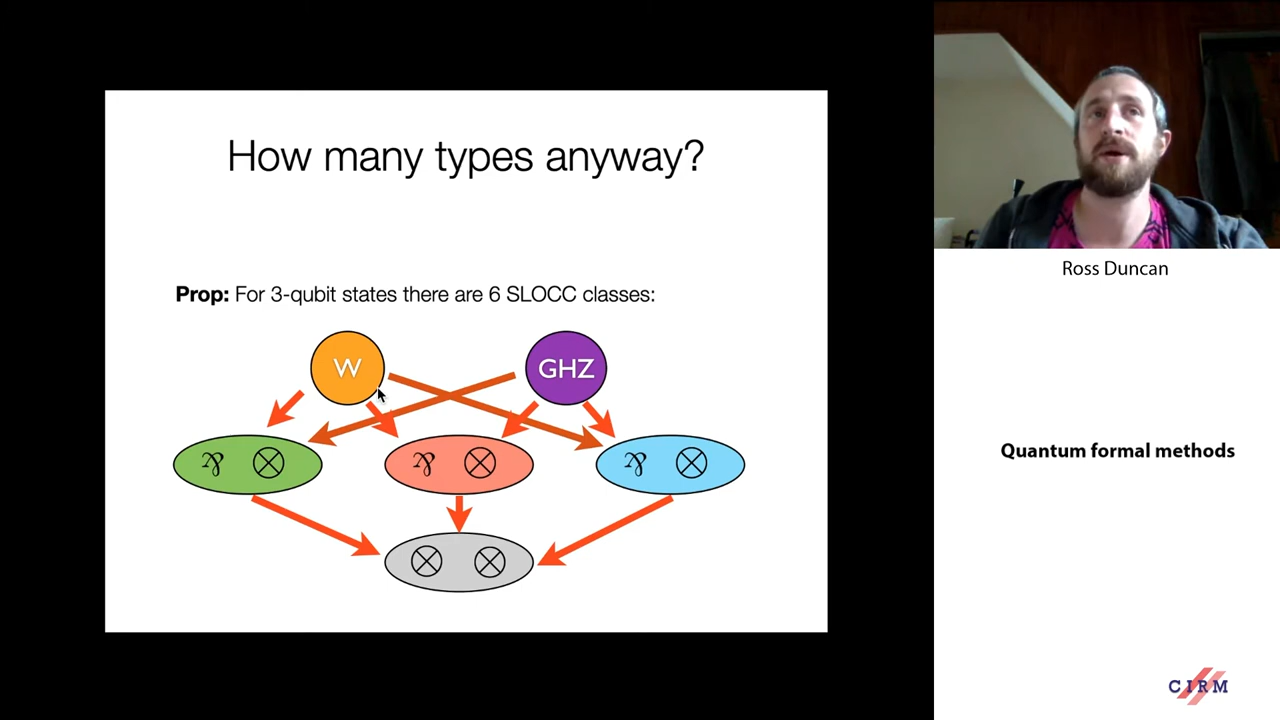 How many types anyway?
Prop: For 3-qubit states there are 6 SLOCC classes:
W
GHZ
⅋ ⊗
⅋ ⊗
⅋ ⊗
⊗ ⊗
Ross Duncan
Quantum formal methods
CIRM